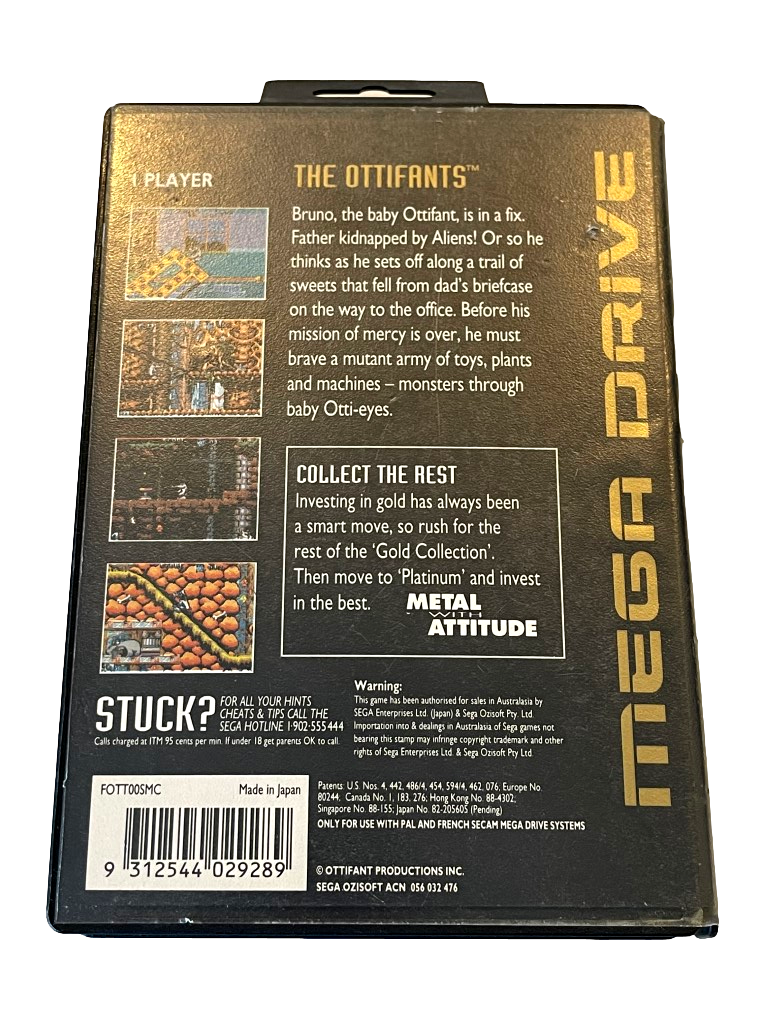 1 PLAYER
THE OTTIFANTS™
Bruno, the baby Ottifant, is in a fix.
Father kidnapped by Aliens! Or so he
thinks as he sets off along a trail of
sweets that fell from dad's briefcase
on the way to the office. Before his
mission of mercy is over, he must
brave a mutant army of toys, plants
and machines – monsters through
baby Otti-eyes.
COLLECT THE REST
Investing in gold has always been
a smart move, so rush for the
rest of the 'Gold Collection'.
Then move to 'Platinum' and invest
in the best.
METAL
WITH
ATTITUDE
MEGA DRIVE
STUCK?
FOR ALL YOUR HINTS
CHEATS & TIPS CALL THE
SEGA HOTLINE 1·902·555 444
Calls charged at ITM 95 cents per min. If under 18 get parents OK to call.
Warning:
This game has been authorised for sales in Australasia by
SEGA Enterprises Ltd. (Japan) & Sega Ozisoft Pty. Ltd.
Importation into & dealings in Australasia of Sega games not
bearing this stamp may infringe copyright trademark and other
rights of Sega Enterprises Ltd. & Sega Ozisoft Pty. Ltd.
FOTT00SMC
Made in Japan
9 312544 029289
Patents: U.S. Nos. 4, 442, 486/4, 454, 594/4, 462, 076, Europe No.
80244, Canada No. 1, 183, 276; Hong Kong No. 88-4302;
Singapore No. 88-155; Japan No. 82-205605 (Pending)
ONLY FOR USE WITH PAL AND FRENCH SECAM MEGA DRIVE SYSTEMS
© OTTIFANT PRODUCTIONS INC.
SEGA OZISOFT ACN 056 032 476